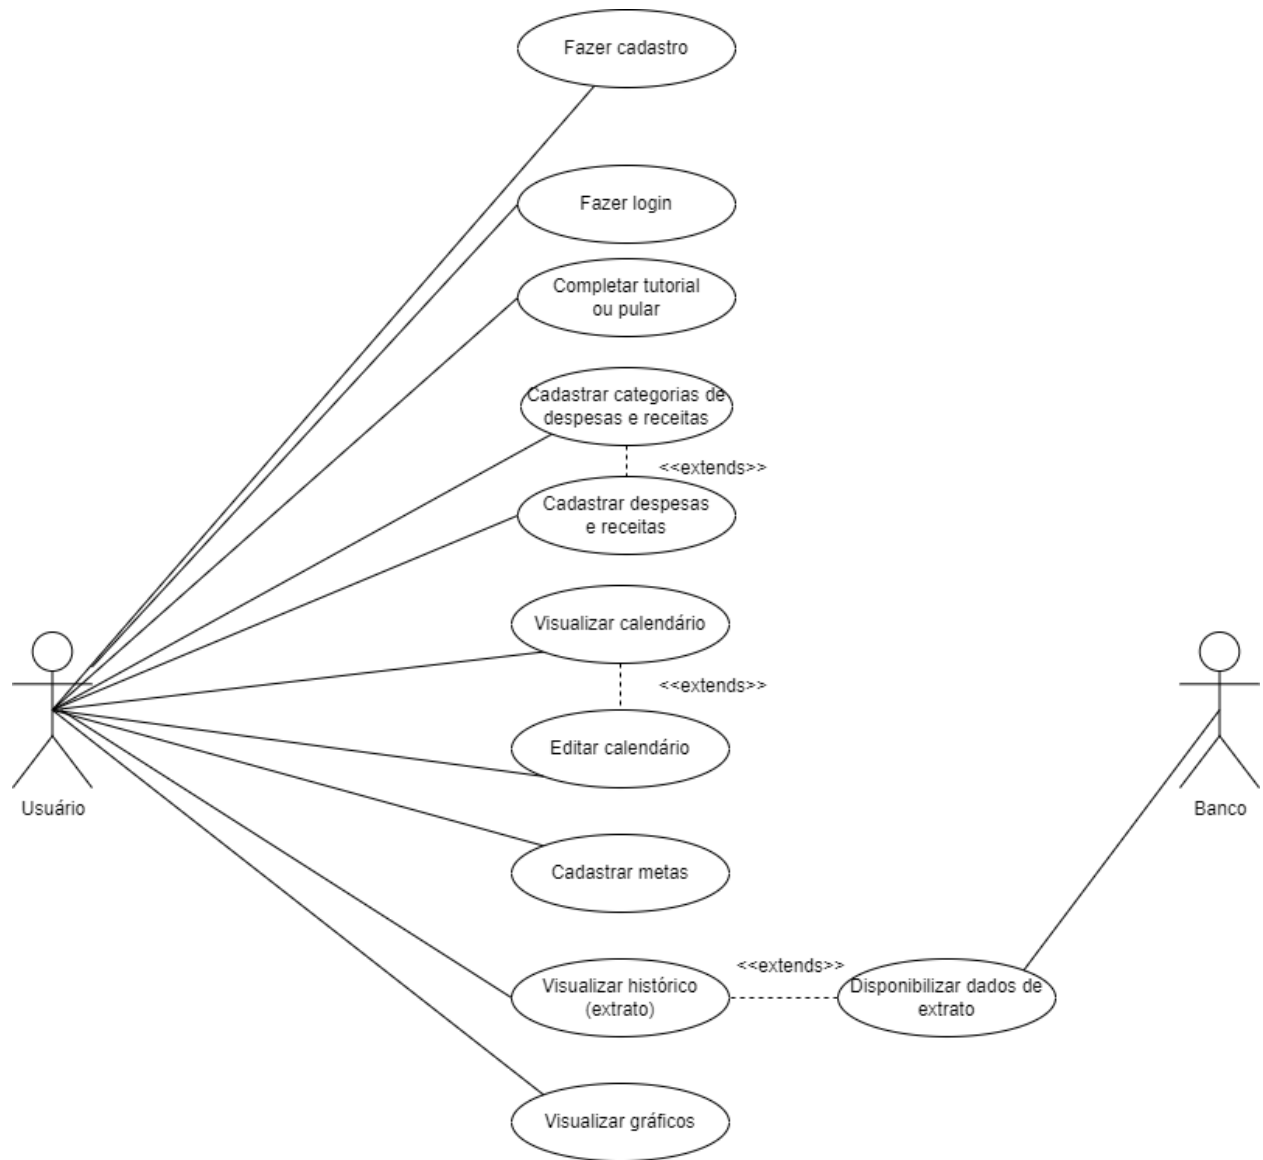 Fazer cadastro
Fazer login
Completar tutorial
ou pular
Cadastrar categorias de
despesas e receitas
<<extends>>
Cadastrar despesas
e receitas
Visualizar calendário
<<extends>>
Editar calendário
Usuário
Banco
Cadastrar metas
Visualizar histórico
(extrato)
<<extends>>
Disponibilizar dados de
extrato
Visualizar gráficos